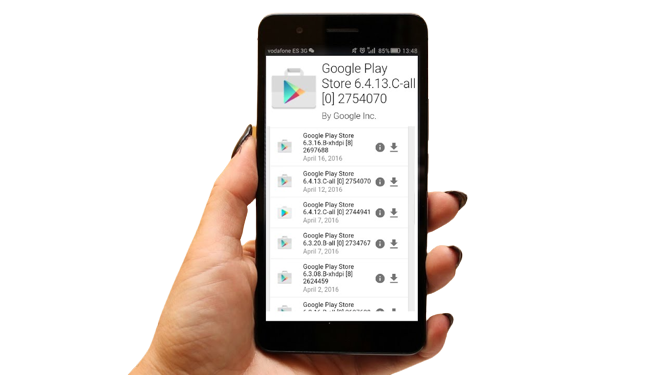 vodafone ES 3G 85% 13:48
Google Play
Store 6.4.13.C-all
[0] 2754070
By Google Inc.
Google Play Store
6.3.16.B-xhdpi [8]
2697688
April 16, 2016
Google Play Store
6.4.13.C-all [0] 2754070
April 12, 2016
Google Play Store
6.4.12.C-all [0] 2744941
April 7, 2016
Google Play Store
6.3.20.B-all [0] 2734767
April 7, 2016
Google Play Store
6.3.08.B-xhdpi [8]
2624459
April 2, 2016
Google Play Store